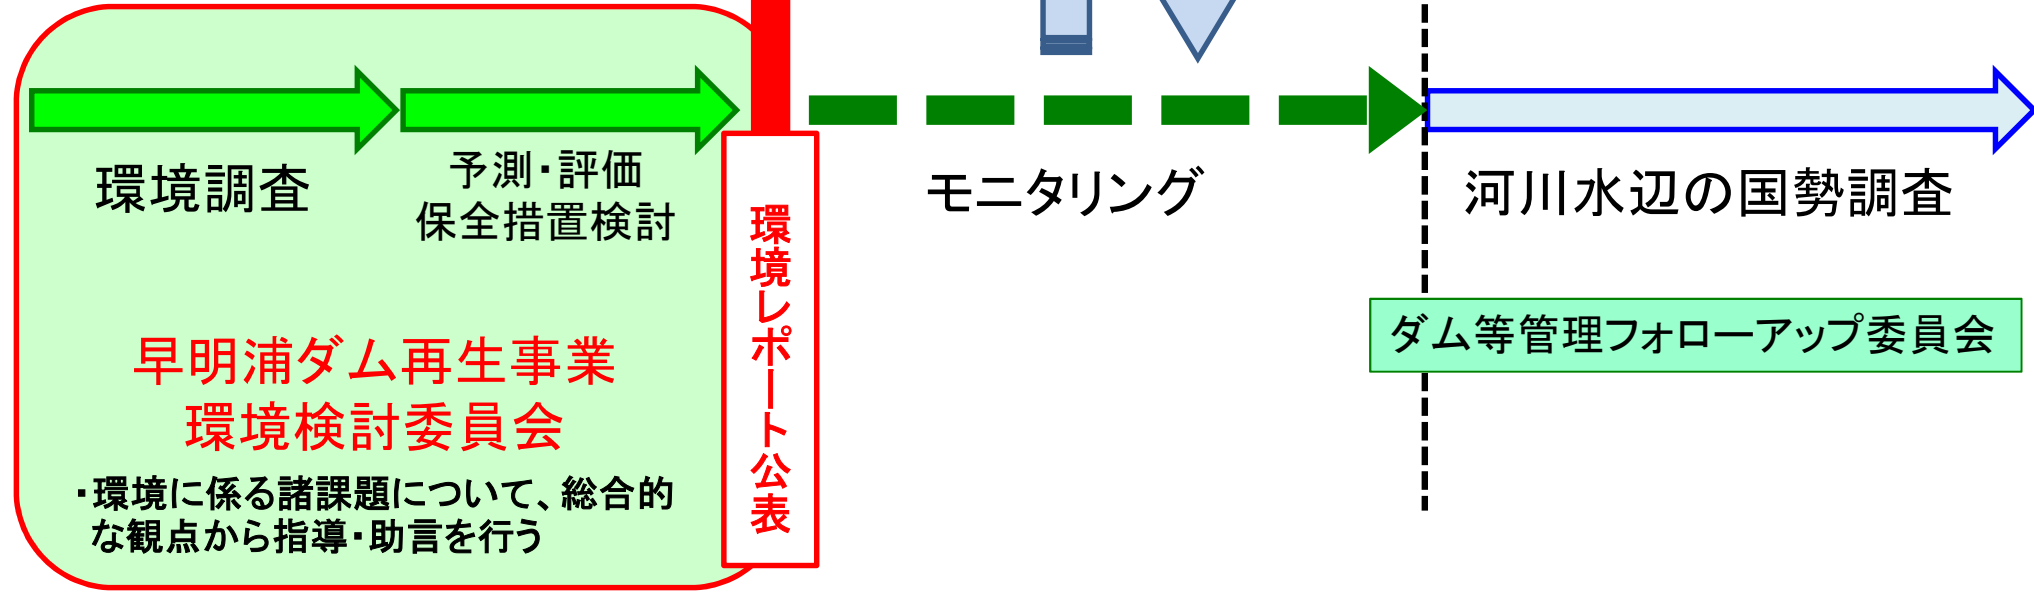 環境調査
予測・評価
保全措置検討
早明浦ダム再生事業
環境検討委員会
・環境に係る諸課題について、総合的
な観点から指導・助言を行う
環境レポート公表
モニタリング
河川水辺の国勢調査
ダム等管理フォローアップ委員会